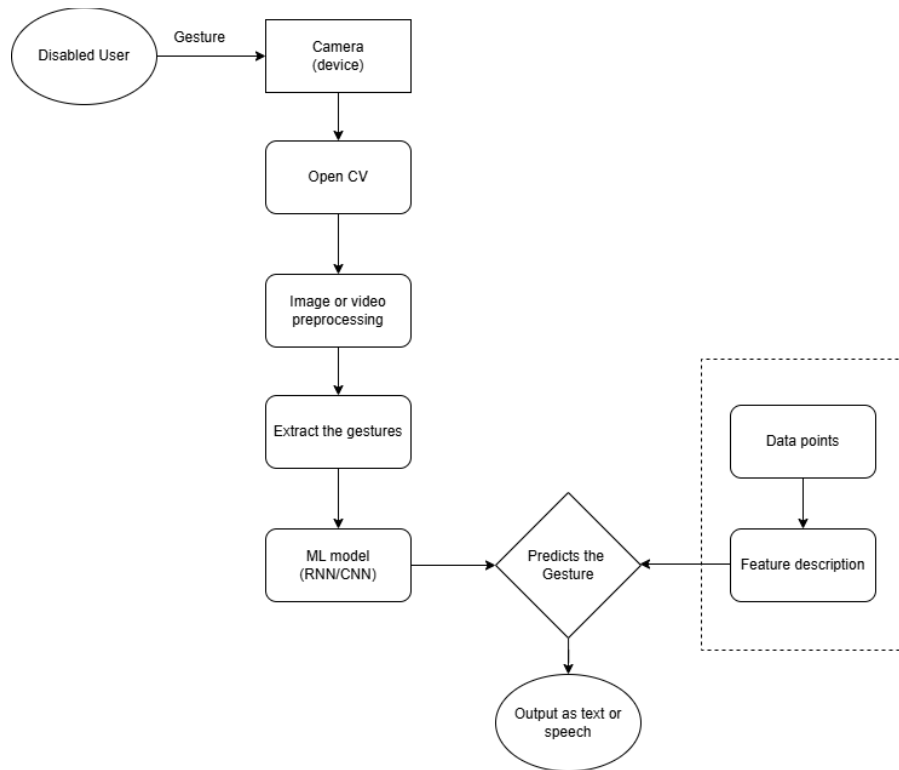 Disabled User
Gesture
Camera
(device)
Open CV
Image or video
preprocessing
Extract the gestures
ML model
(RNN/CNN)
Predicts the
Gesture
Data points
Feature description
Output as text or
speech